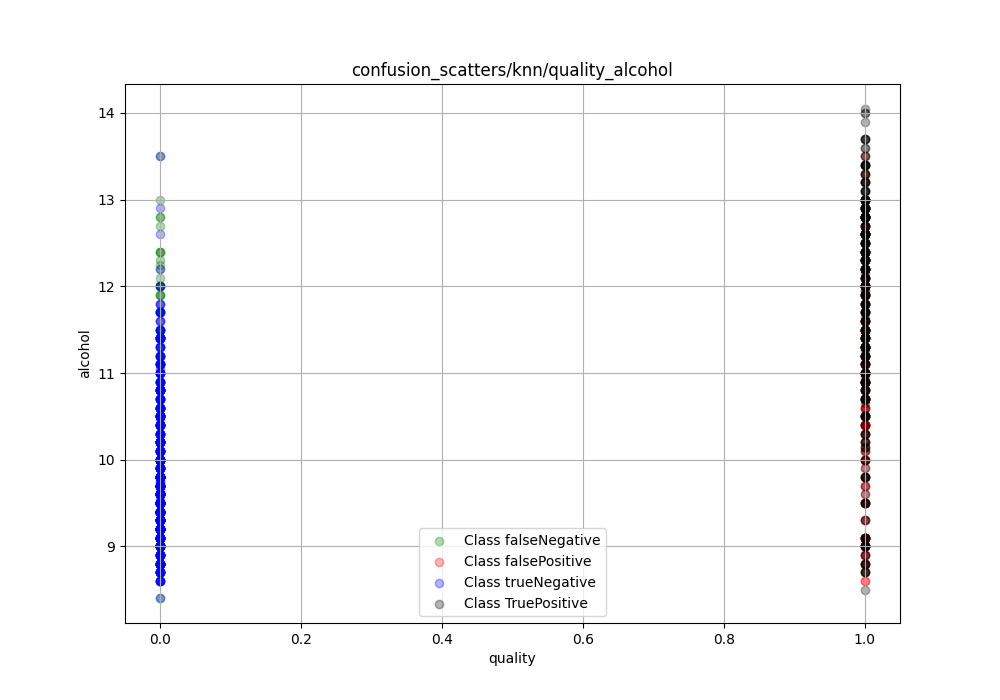 confusion_scatters/knn/quality_alcohol
14
13
12
11
10
9
alcohol
Class falseNegative
Class falsePositive
Class trueNegative
Class TruePositive
0.0 0.2 0.4 0.6 0.8 1.0
quality